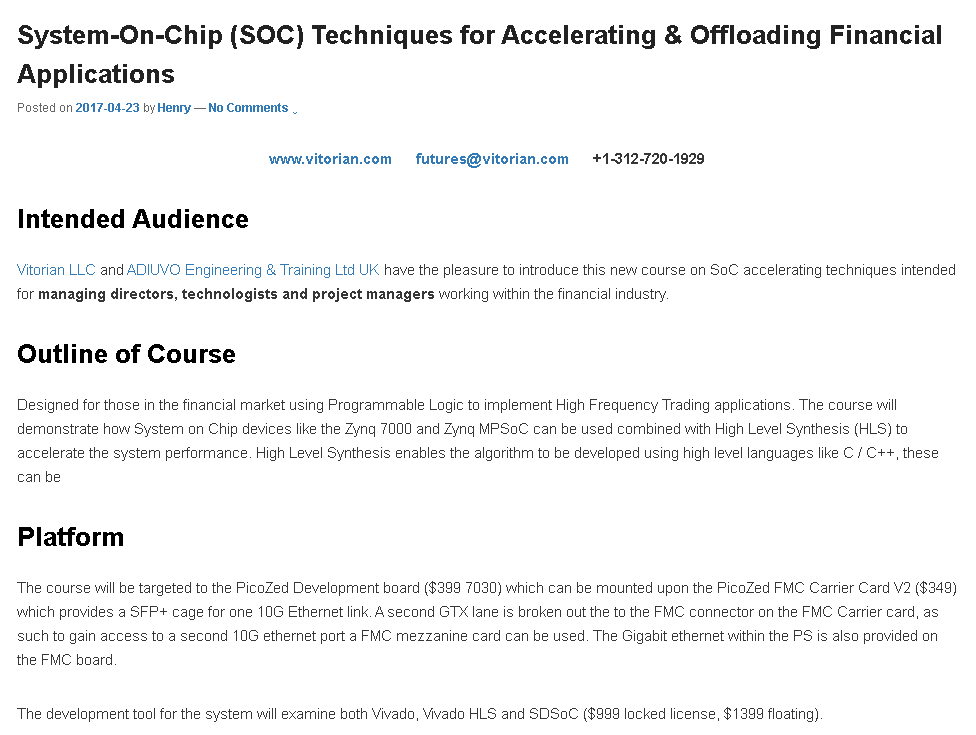 System-On-Chip (SOC) Techniques for Accelerating & Offloading Financial
Applications
Posted on 2017-04-23 by Henry — No Comments ˬ
www.vitorian.com futures@vitorian.com +1-312-720-1929
Intended Audience
Vitorian LLC and ADIUVO Engineering & Training Ltd UK have the pleasure to introduce this new course on SoC accelerating techniques intended
for managing directors, technologists and project managers working within the financial industry.
Outline of Course
Designed for those in the financial market using Programmable Logic to implement High Frequency Trading applications. The course will
demonstrate how System on Chip devices like the Zynq 7000 and Zynq MPSoC can be used combined with High Level Synthesis (HLS) to
accelerate the system performance. High Level Synthesis enables the algorithm to be developed using high level languages like C / C++, these
can be
Platform
The course will be targeted to the PicoZed Development board ($399 7030) which can be mounted upon the PicoZed FMC Carrier Card V2 ($349)
which provides a SFP+ cage for one 10G Ethernet link. A second GTX lane is broken out the to the FMC connector on the FMC Carrier card, as
such to gain access to a second 10G ethernet port a FMC mezzanine card can be used. The Gigabit ethernet within the PS is also provided on
the FMC board.
The development tool for the system will examine both Vivado, Vivado HLS and SDSoC ($999 locked license, $1399 floating).